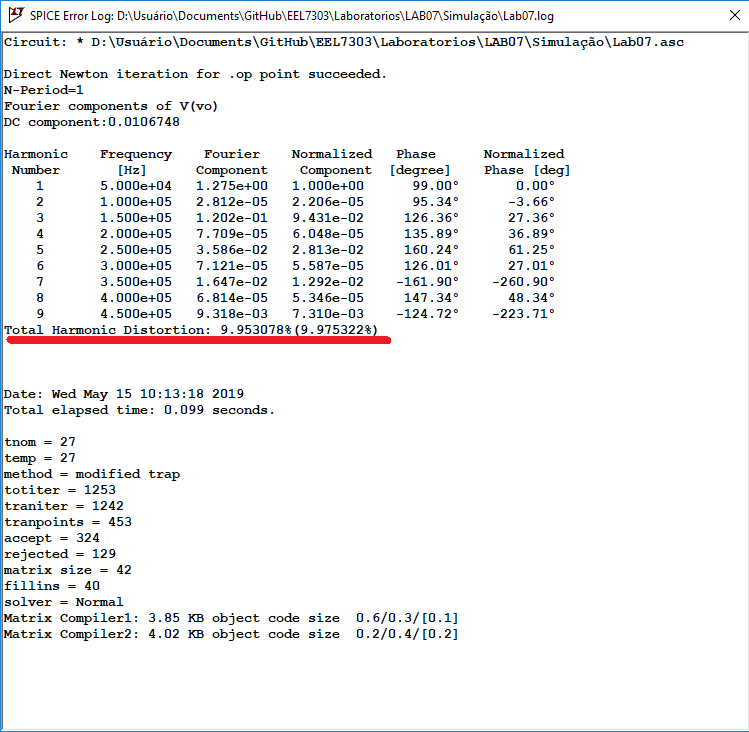 SPICE Error Log: D:\Usuário\Documents\GitHub\EEL7303\Laboratorios\LAB07\Simulação\Lab07.log
Circuit: * D:\Usuário\Documents\GitHub\EEL7303\Laboratorios\LAB07\Simulação\Lab07.asc
Direct Newton iteration for .op point succeeded.
N-Period=1
Fourier components of V(vo)
DC component:0.0106748
Harmonic Frequency Fourier Normalized Phase Normalized
Number [Hz] Component Component [degree] Phase [deg]
1 5.000e+04 1.275e+00 1.000e+00 99.00° 0.00°
2 1.000e+05 2.812e-05 2.206e-05 95.34° -3.66°
3 1.500e+05 1.202e-01 9.431e-02 126.36° 27.36°
4 2.000e+05 7.709e-05 6.048e-05 135.89° 36.89°
5 2.500e+05 3.586e-02 2.813e-02 160.24° 61.25°
6 3.000e+05 7.121e-05 5.587e-05 126.01° 27.01°
7 3.500e+05 1.647e-02 1.292e-02 -161.90° -260.90°
8 4.000e+05 6.814e-05 5.346e-05 147.34° 48.34°
9 4.500e+05 9.318e-03 7.310e-03 -124.72° -223.71°
Total Harmonic Distortion: 9.953078%(9.975322%)
Date: Wed May 15 10:13:18 2019
Total elapsed time: 0.099 seconds.
tnom = 27
temp = 27
method = modified trap
totiter = 1253
traniter = 1242
tranpoints = 453
accept = 324
rejected = 129
matrix size = 42
fillins = 40
solver = Normal
Matrix Compiler1: 3.85 KB object code size 0.6/0.3/[0.1]
Matrix Compiler2: 4.02 KB object code size 0.2/0.4/[0.2]